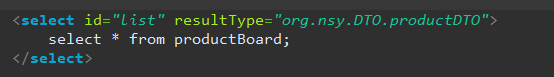 <select id="list" resultType="org.nsy.DTO.productDTO">
select * from productBoard;
</select>